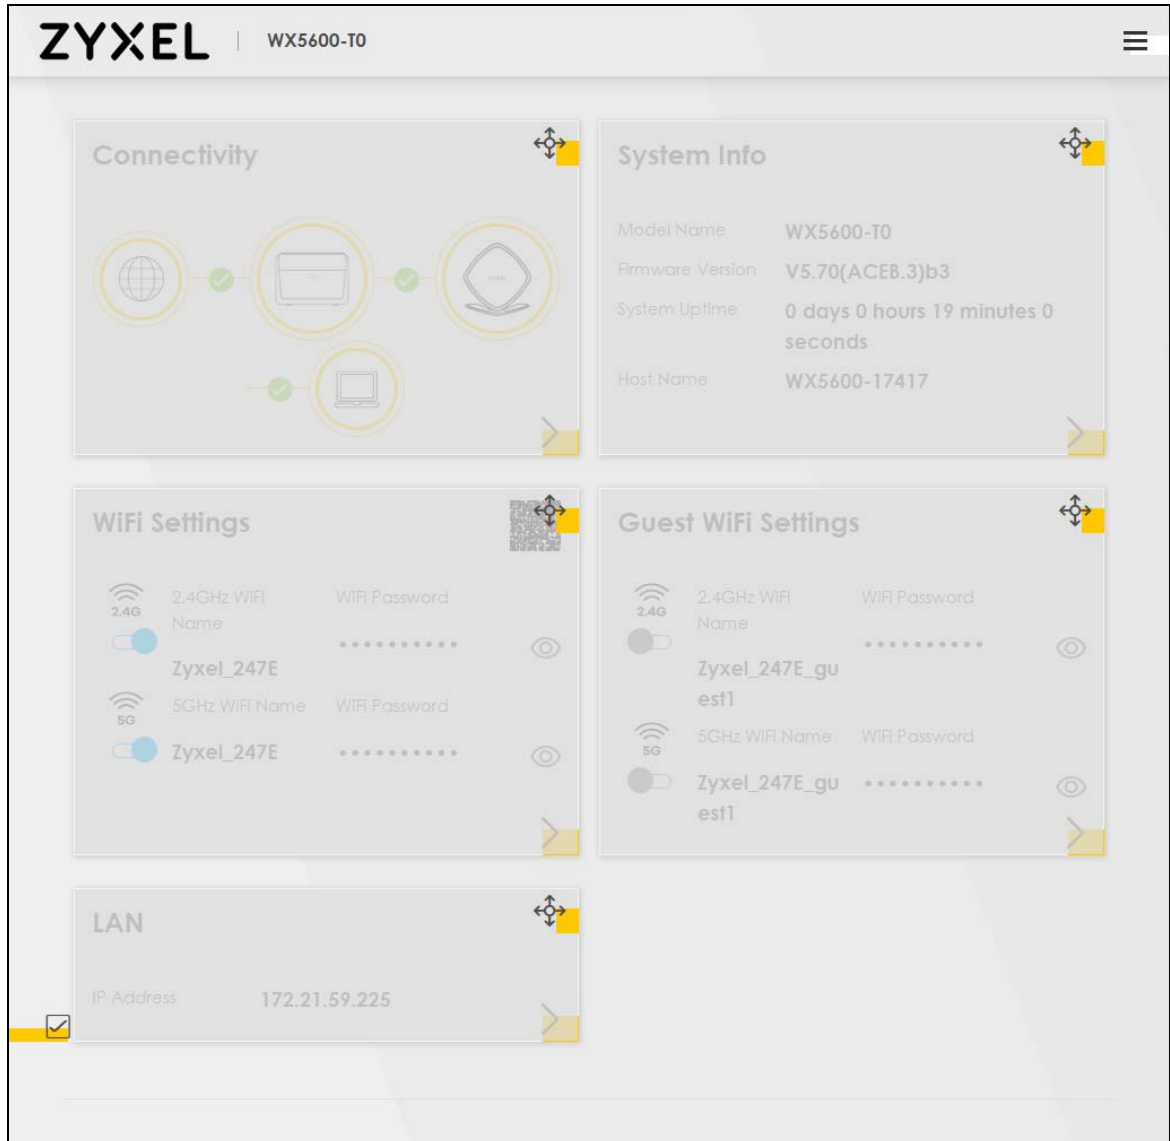 ZYXEL WX5600-T0
Connectivity
System Info
Model Name WX5600-T0
Firmware Version V5.70(ACEB.3)b3
System Uptime 0 days 0 hours 19 minutes 0
seconds
Host Name WX5600-17417
WiFi Settings
2.4G 2.4GHz WiFi WiFi Password
Name
••••••••••
Zyxel_247E
5G 5GHz WiFi Name WiFi Password
Zyxel_247E ••••••••••
Guest WiFi Settings
2.4G 2.4GHz WiFi WiFi Password
Name
••••••••••
Zyxel_247E_gu
est1
5G 5GHz WiFi Name WiFi Password
Zyxel_247E_gu ••••••••••
est1
LAN
IP Address 172.21.59.225